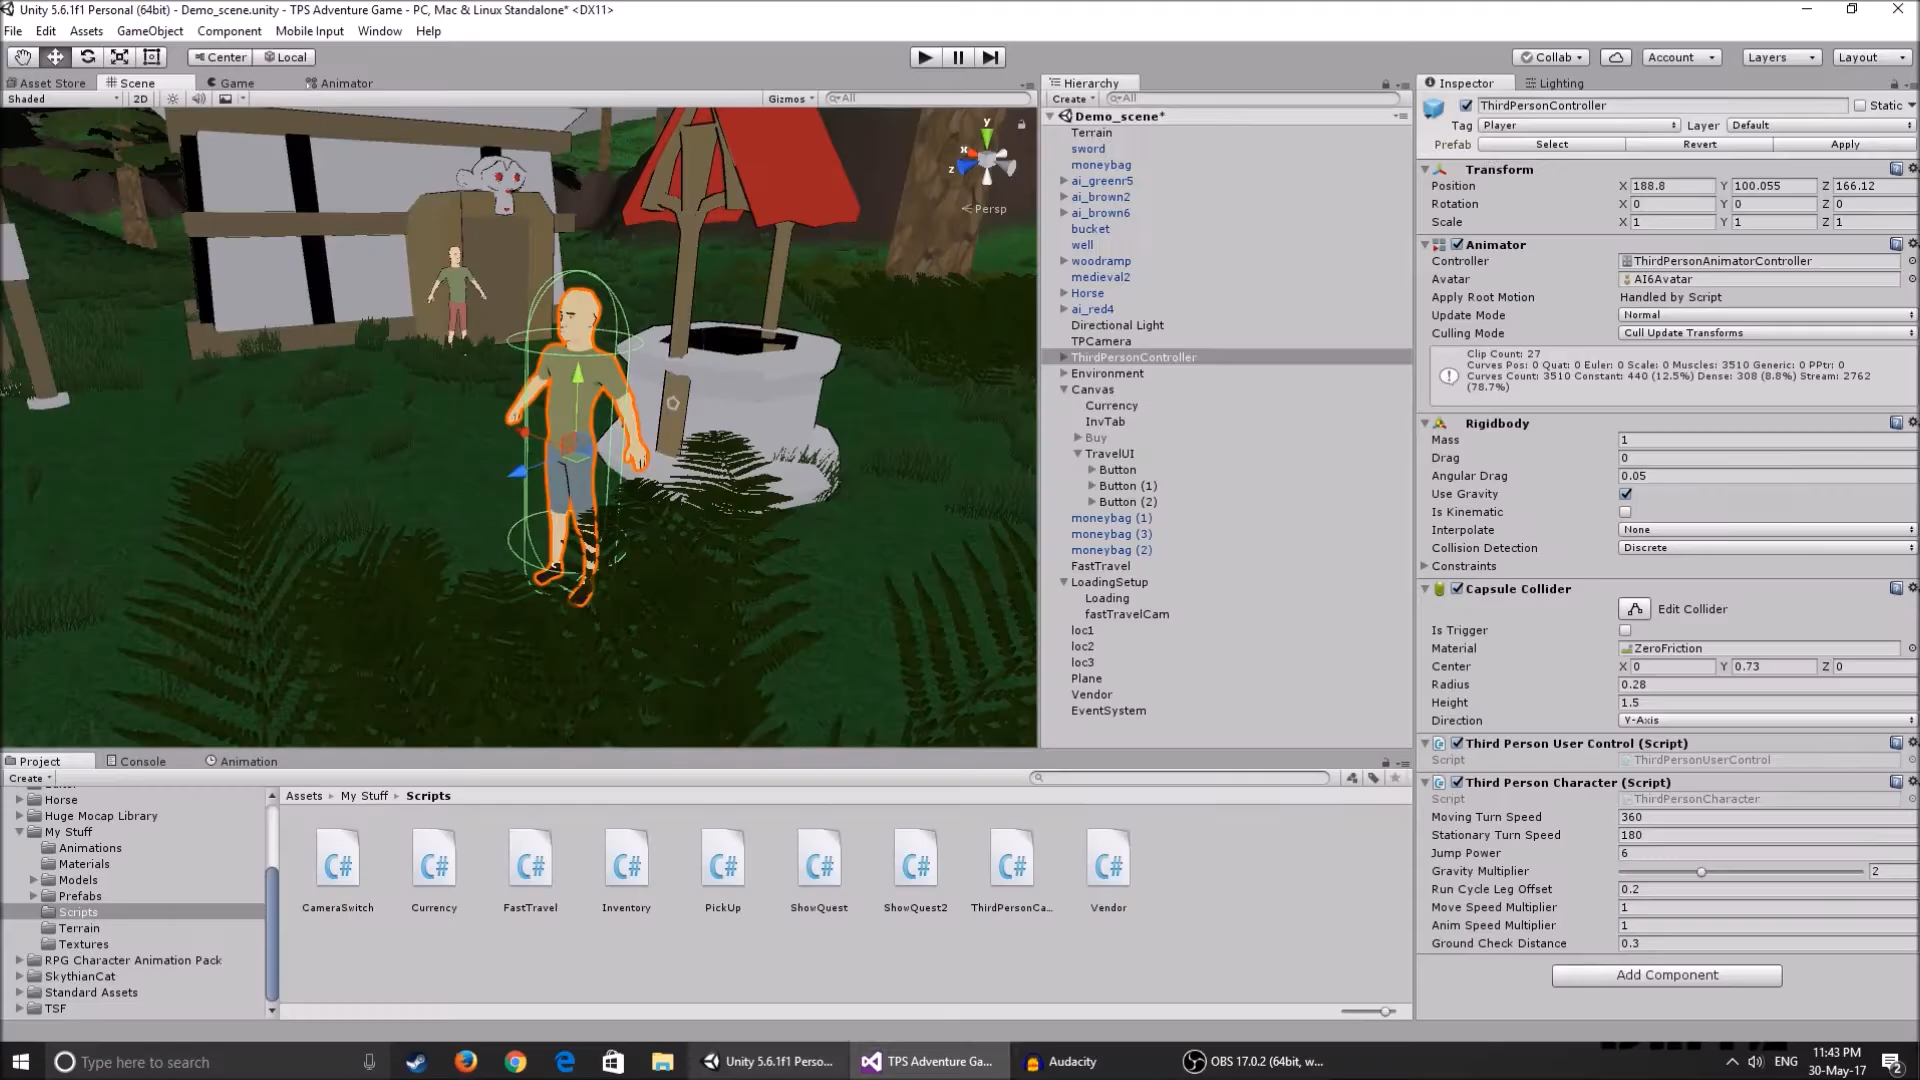 Unity 5.6.1f1 Personal (64bit) - Demo_scene.unity - TPS Adventure Game - PC, Mac & Linux Standalone* <DX11>
File Edit Assets GameObject Component Mobile Input Window Help
Center Local Collab Account Layers Layout
Asset Store Scene Game Animator
Shaded 2D Gizmos All
y
x
z
Persp
Hierarchy
Create All
Demo_scene*
Terrain
sword
moneybag
ai_greenr5
ai_brown2
ai_brown6
bucket
well
woodramp
medieval2
Horse
ai_red4
Directional Light
TPCamera
ThirdPersonController
Environment
Canvas
Currency
InvTab
Buy
TravelUI
Button
Button (1)
Button (2)
moneybag (1)
moneybag (3)
moneybag (2)
FastTravel
LoadingSetup
Loading
fastTravelCam
loc1
loc2
loc3
Plane
Vendor
EventSystem
Inspector Lighting
ThirdPersonController Static
Tag Player Layer Default
Prefab Select Revert Apply
Transform
Position X 188.8 Y 100.055 Z 166.12
Rotation X 0 Y 0 Z 0
Scale X 1 Y 1 Z 1
Animator
Controller ThirdPersonAnimatorController
Avatar AI6Avatar
Apply Root Motion Handled by Script
Update Mode Normal
Culling Mode Cull Update Transforms
Clip Count: 27
Curves Pos: 0 Quat: 0 Euler: 0 Scale: 0 Muscles: 3510 Generic: 0 PPtr: 0
Curves Count: 3510 Constant: 440 (12.5%) Dense: 308 (8.8%) Stream: 2762
(78.7%)
Rigidbody
Mass 1
Drag 0
Angular Drag 0.05
Use Gravity
Is Kinematic
Interpolate None
Collision Detection Discrete
Constraints
Capsule Collider
Edit Collider
Is Trigger
Material ZeroFriction
Center X 0 Y 0.73 Z 0
Radius 0.28
Height 1.5
Direction Y-Axis
Third Person User Control (Script)
Script ThirdPersonUserControl
Third Person Character (Script)
Script ThirdPersonCharacter
Moving Turn Speed 360
Stationary Turn Speed 180
Jump Power 6
Gravity Multiplier 2
Run Cycle Leg Offset 0.2
Move Speed Multiplier 1
Anim Speed Multiplier 1
Ground Check Distance 0.3
Add Component
Project Console Animation
Create
Horse
Huge Mocap Library
My Stuff
Animations
Materials
Models
Prefabs
Scripts
Terrain
Textures
RPG Character Animation Pack
SkythianCat
Standard Assets
TSF
Assets My Stuff Scripts
C# C# C# C# C# C# C# C# C#
CameraSwitch Currency FastTravel Inventory PickUp ShowQuest ShowQuest2 ThirdPersonCa... Vendor
Type here to search Unity 5.6.1f1 Perso... TPS Adventure Ga... Audacity OBS 17.0.2 (64bit, w... ENG 11:43 PM
30-May-17
2